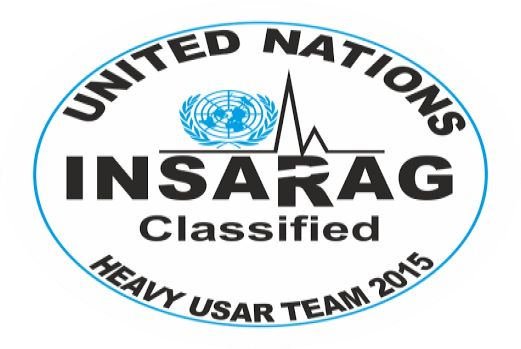 UNITED NATIONS
INSARAG
Classified
HEAVY USAR TEAM 2015